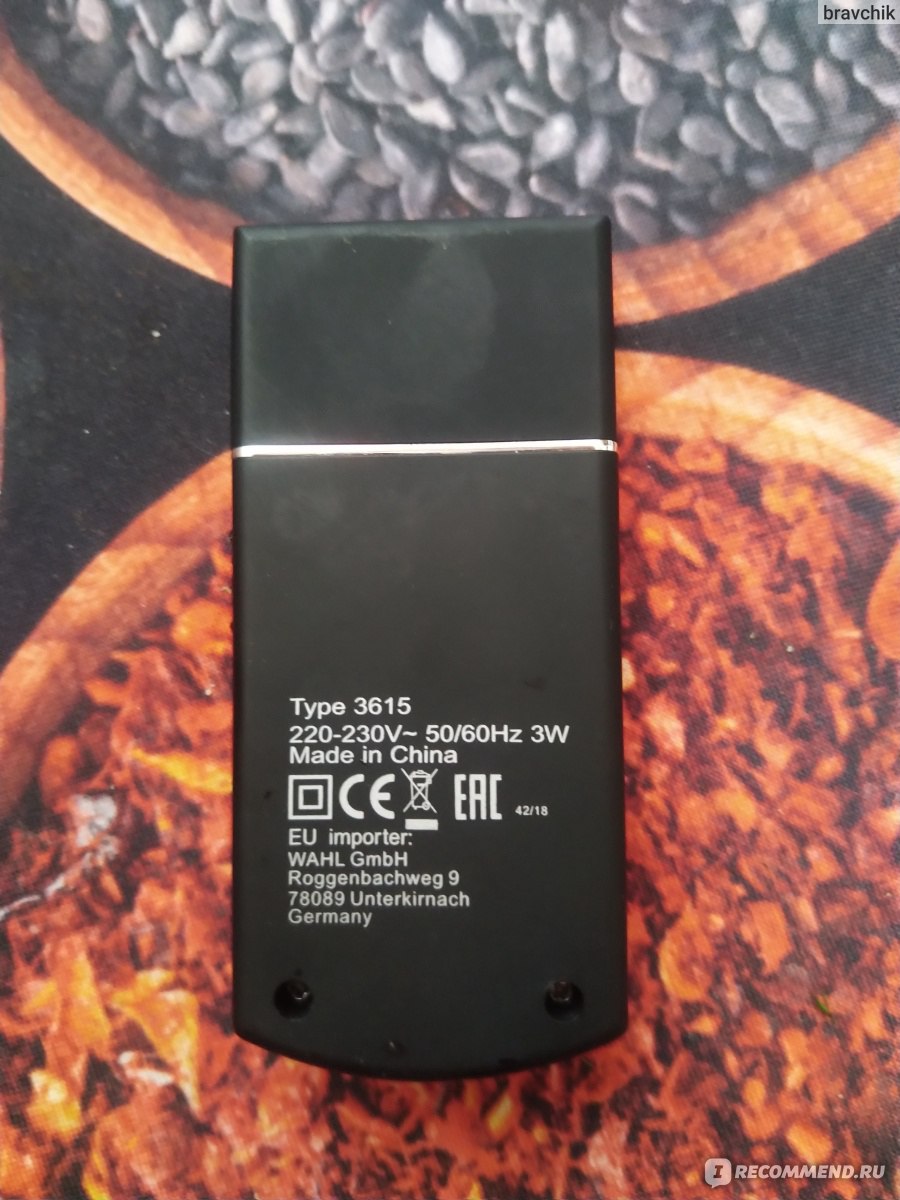 bravchik
Type 3615
220-230V~ 50/60Hz 3W
Made in China
CE EAC 42/18
EU importer:
WAHL GmbH
Roggenbachweg 9
78089 Unterkirnach
Germany
I RECOMMEND.RU